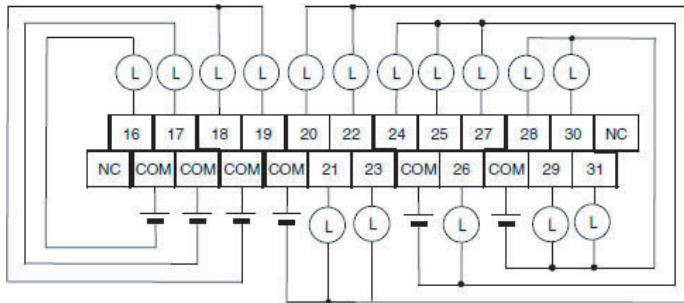 L L L L L L L L L L L
16 17 18 19 20 22 24 25 27 28 30 NC
NC COM COM COM COM 21 23 COM 26 COM 29 31
L L L L L